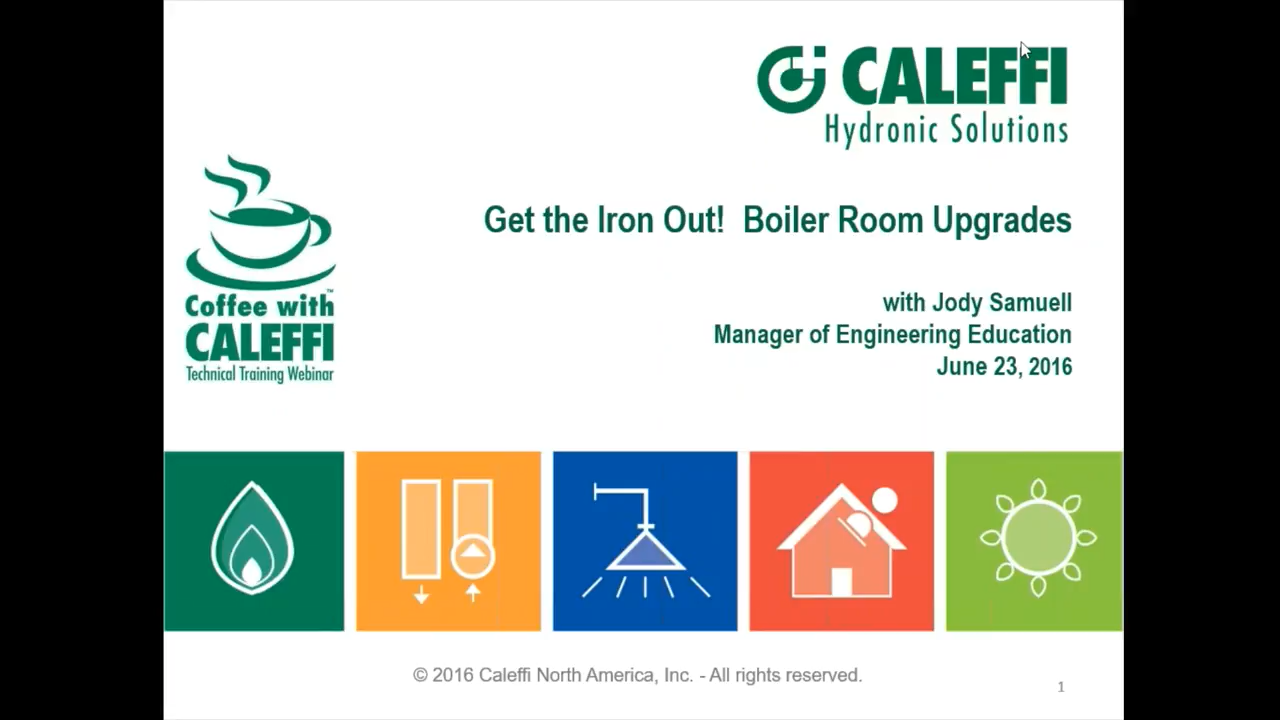 CALEFFI
Hydronic Solutions
Get the Iron Out!  Boiler Room Upgrades
with Jody Samuell
Manager of Engineering Education
June 23, 2016
Coffee with™
CALEFFI
Technical Training Webinar
© 2016 Caleffi North America, Inc. - All rights reserved.
1